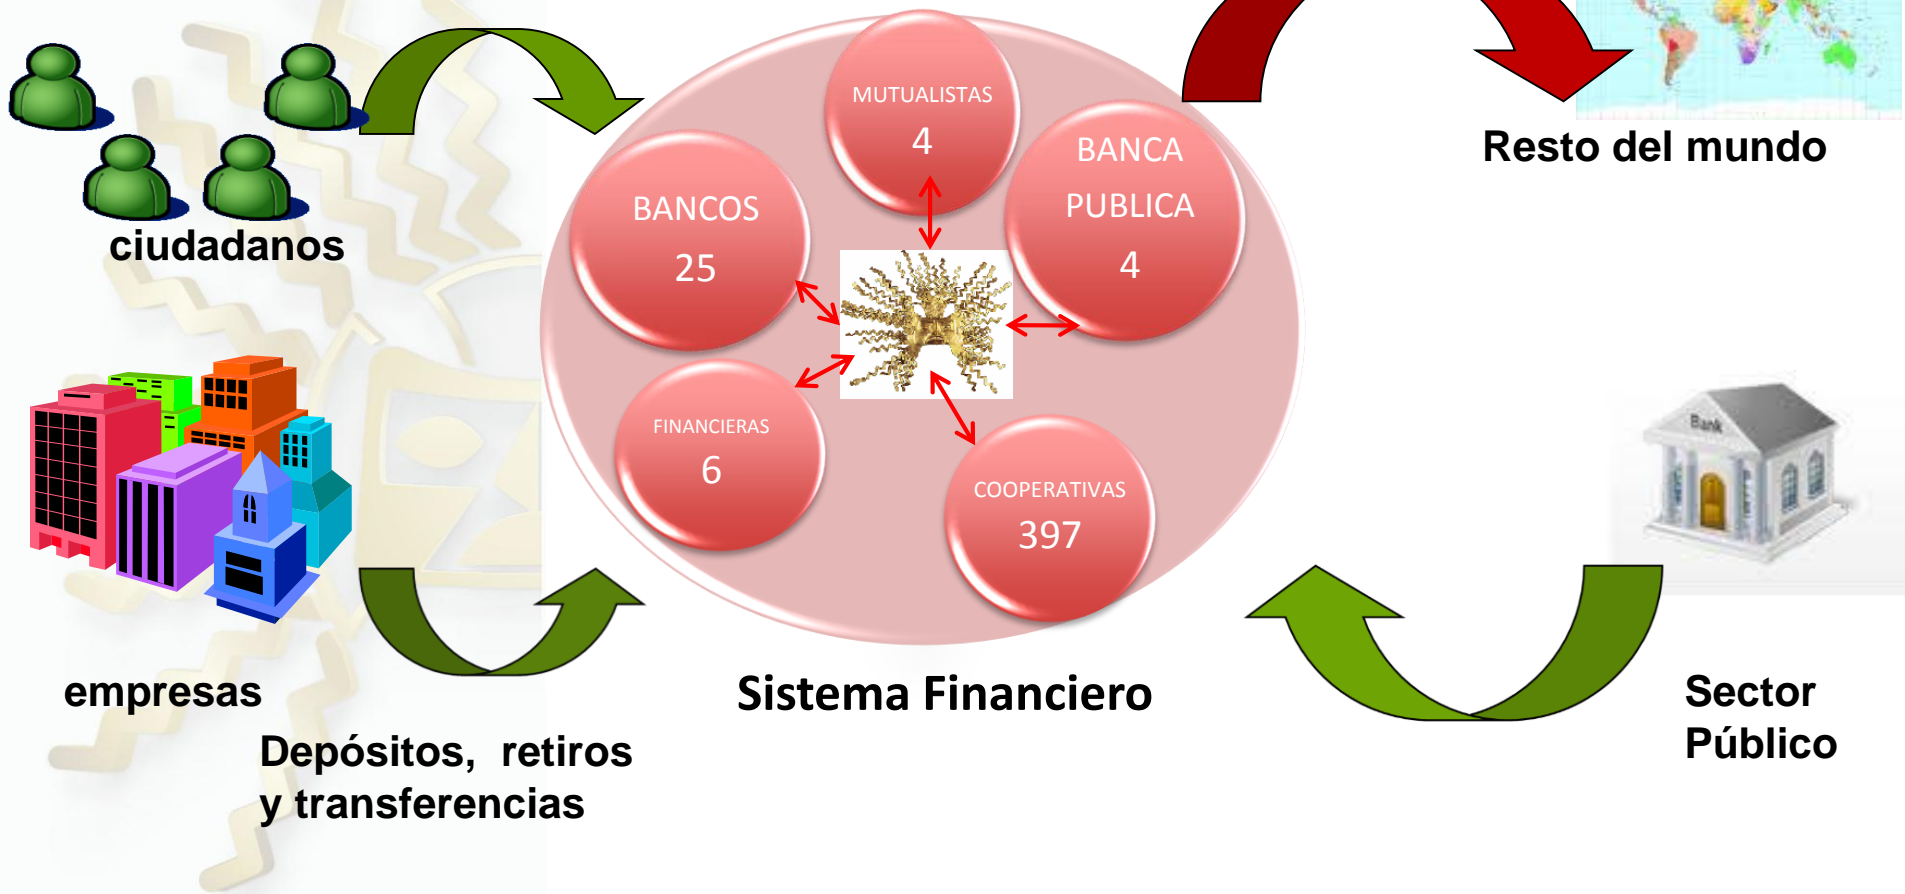 MUTUALISTAS
4
BANCA
PUBLICA
4
BANCOS
25
FINANCIERAS
6
COOPERATIVAS
397
ciudadanos
empresas
Depósitos, retiros
y transferencias
Sistema Financiero
Resto del mundo
Bank
Sector
Público